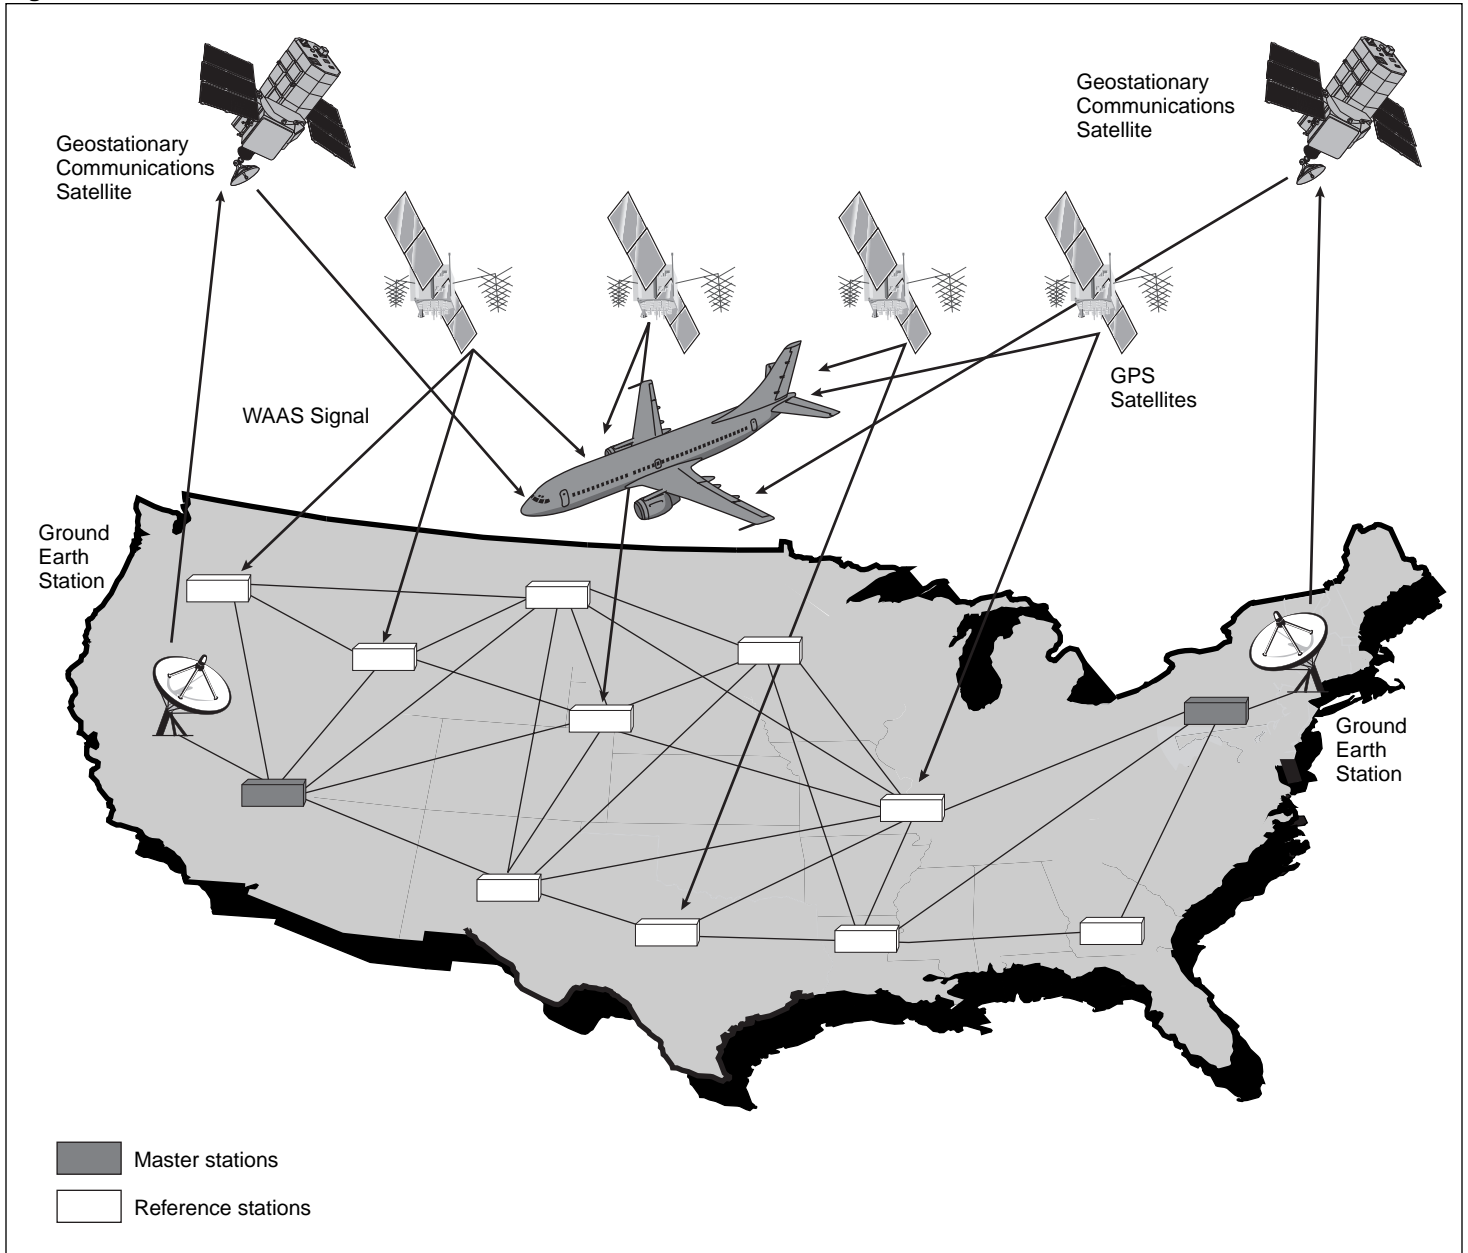 Geostationary
Communications
Satellite
Geostationary
Communications
Satellite
GPS
Satellites
WAAS Signal
Ground
Earth
Station
Ground
Earth
Station
Master stations
Reference stations